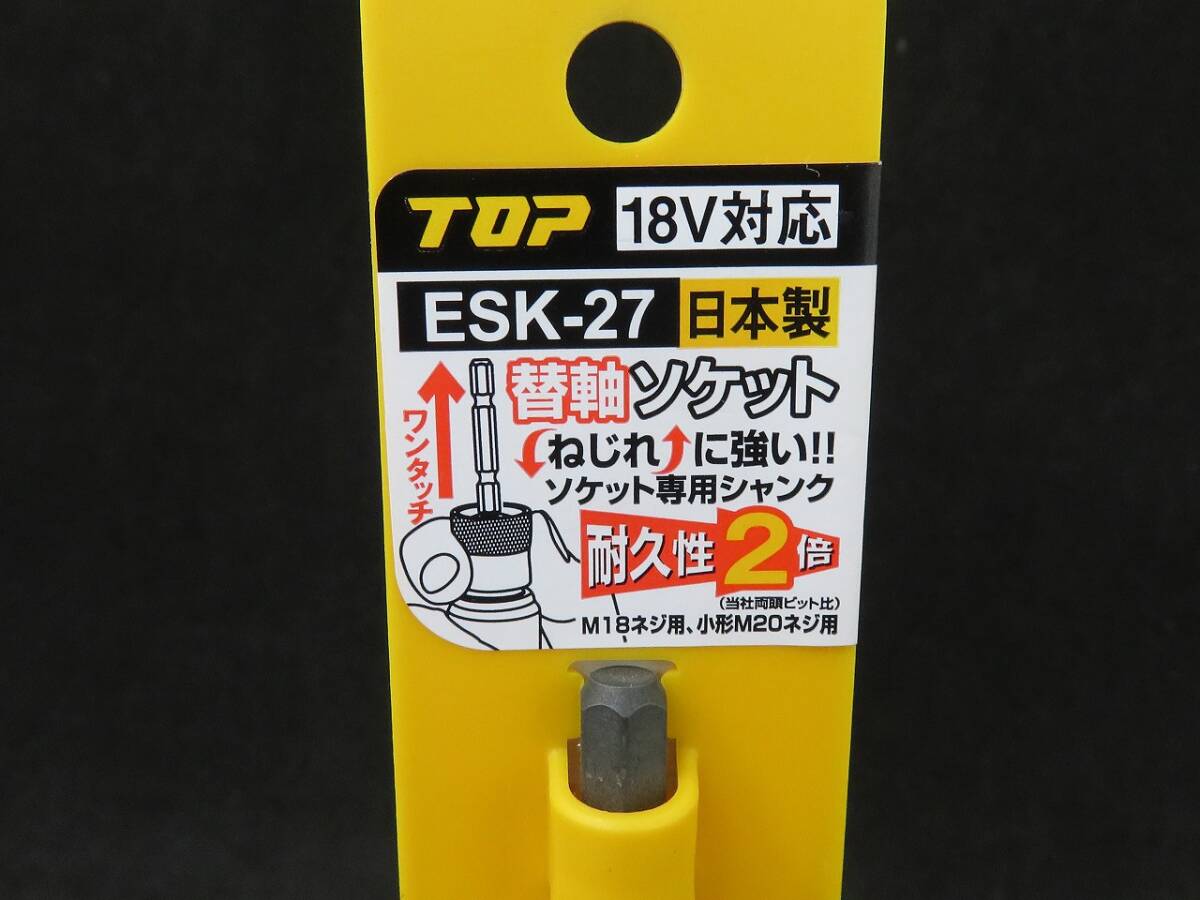 TOP 18V対応
ESK-27 日本製
ワンタッチ
替軸ソケット
ねじれに強い!!
ソケット専用シャンク
耐久性2倍
(当社両頭ビット比)
M18ネジ用、小形M20ネジ用